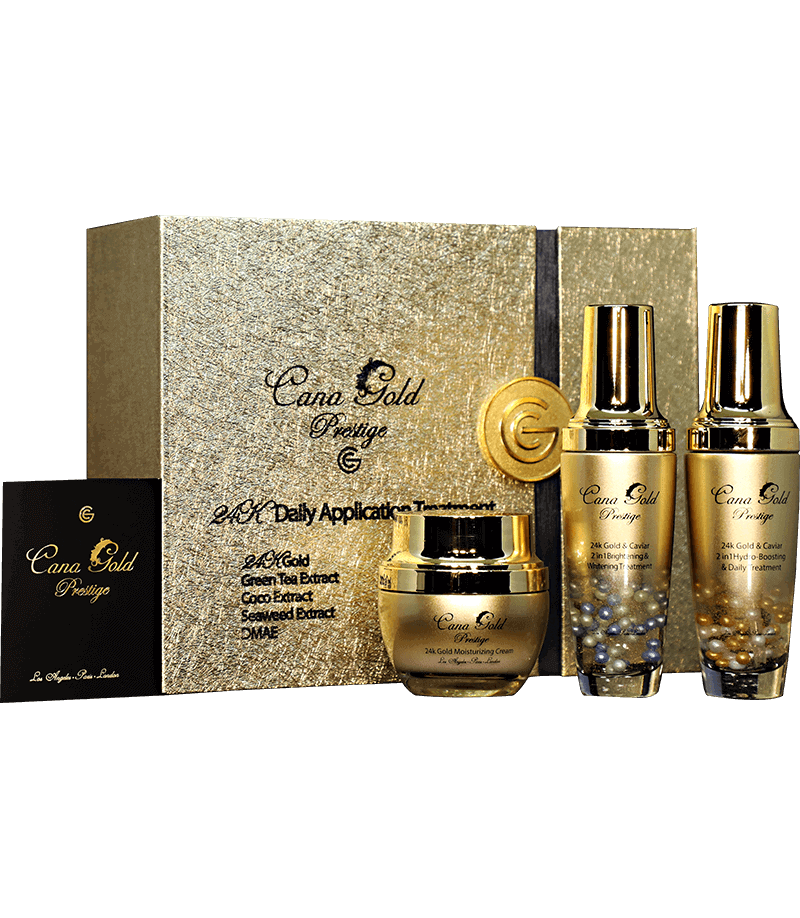 Cana Gold
Prestige
24K Daily Application Treatment
24K Gold
Green Tea Extract
Coco Extract
Seaweed Extract
DMAE
Cana Gold
Prestige
Los Angeles - Paris - London
Cana Gold
Prestige
24k Gold Moisturizing Cream
Los Angeles - Paris - London
Cana Gold
Prestige
24k Gold & Caviar
2 in 1 Brightening &
Whitening Treatment
Cana Gold
Prestige
24K Gold & Caviar
2 in 1 Hydro-Boosting
& Daily Treatment